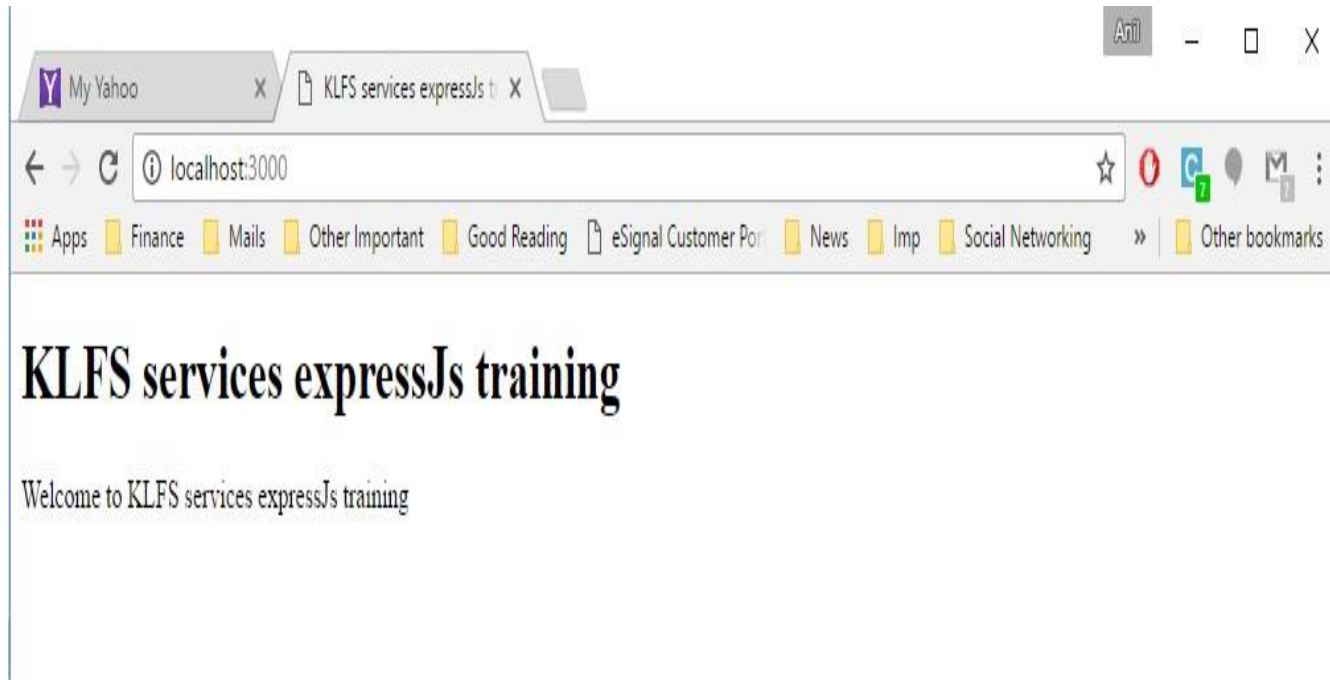 Anil
My Yahoo
KLFS services expressJs t
localhost:3000
Apps Finance Mails Other Important Good Reading eSignal Customer Por News Imp Social Networking » Other bookmarks
KLFS services expressJs training
Welcome to KLFS services expressJs training